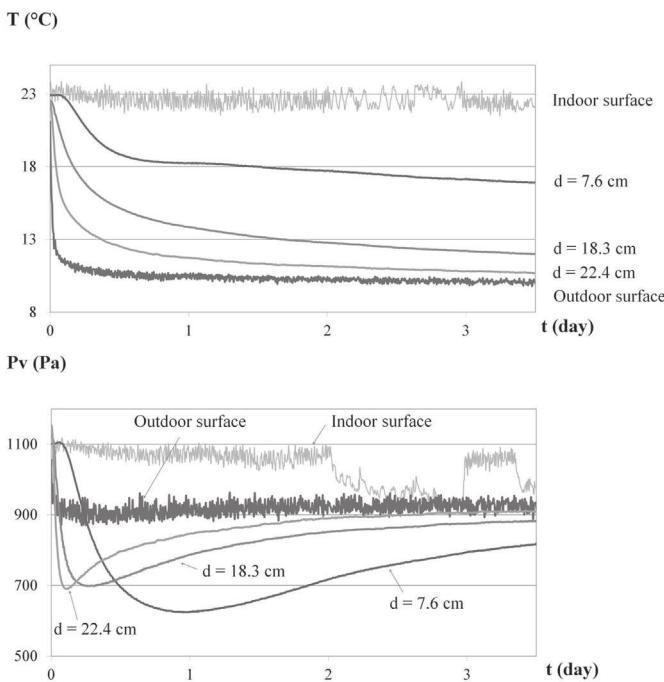 T (°C)
23
18
13
8
0
1
2
3
t (day)
Indoor surface
d = 7.6 cm
d = 18.3 cm
d = 22.4 cm
Outdoor surface
Pv (Pa)
Outdoor surface
Indoor surface
1100
900
700
500
d = 18.3 cm
d = 7.6 cm
d = 22.4 cm
0
1
2
3
t (day)